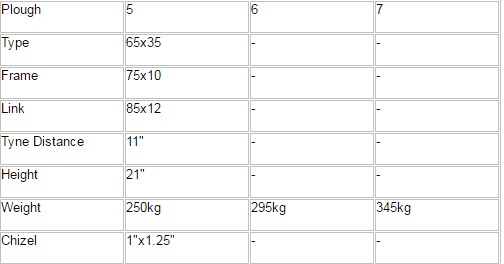 Plough 5 6 7
Type 65x35 - -
Frame 75x10 - -
Link 85x12 - -
Tyne Distance 11" - -
Height 21" - -
Weight 250kg 295kg 345kg
Chizel 1"x1.25" - -